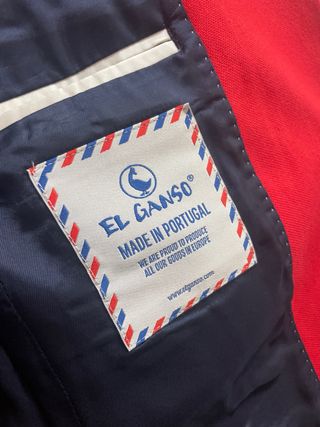 EL GANSO®
MADE IN PORTUGAL
WE ARE PROUD TO PRODUCE
ALL OUR GOODS IN EUROPE
www.elganso.com